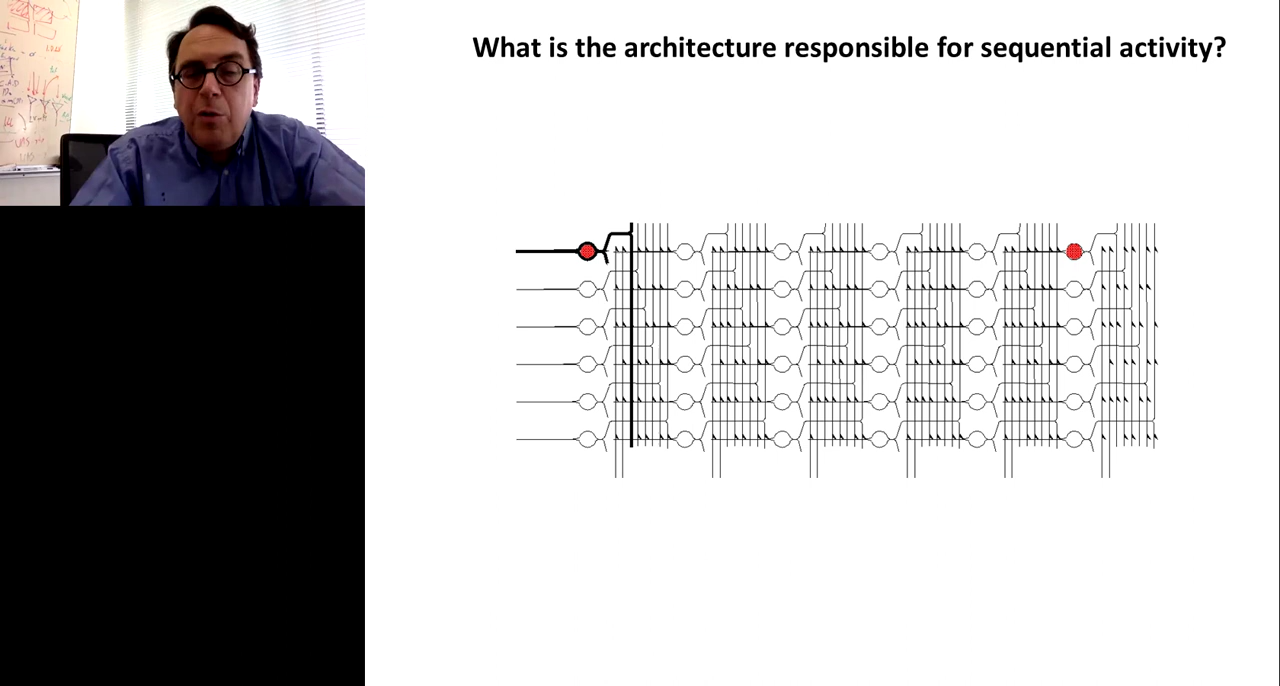 What is the architecture responsible for sequential activity?